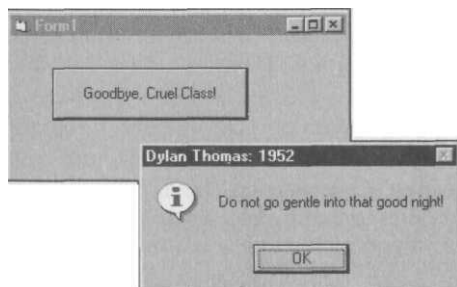 Form1
Goodbye, Cruel Class!
Dylan Thomas: 1952
Do not go gentle into that good night!
OK